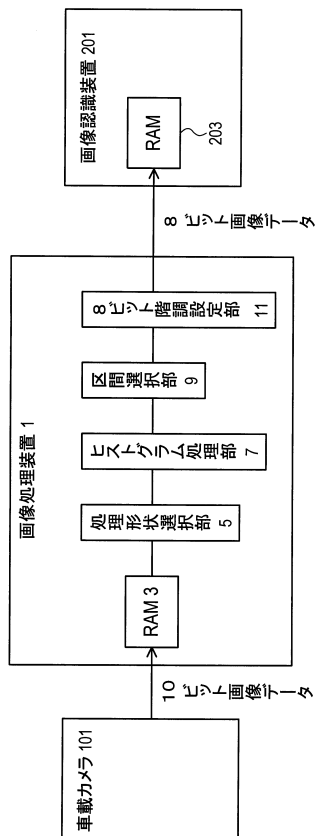 車載カメラ 101
10ビット画像データ
画像処理装置 1
RAM 3
処理形状選択部
5
ヒストグラム処理部
7
区間選択部
9
8ビット階調設定部
11
8ビット画像データ
画像認識装置 201
RAM
203